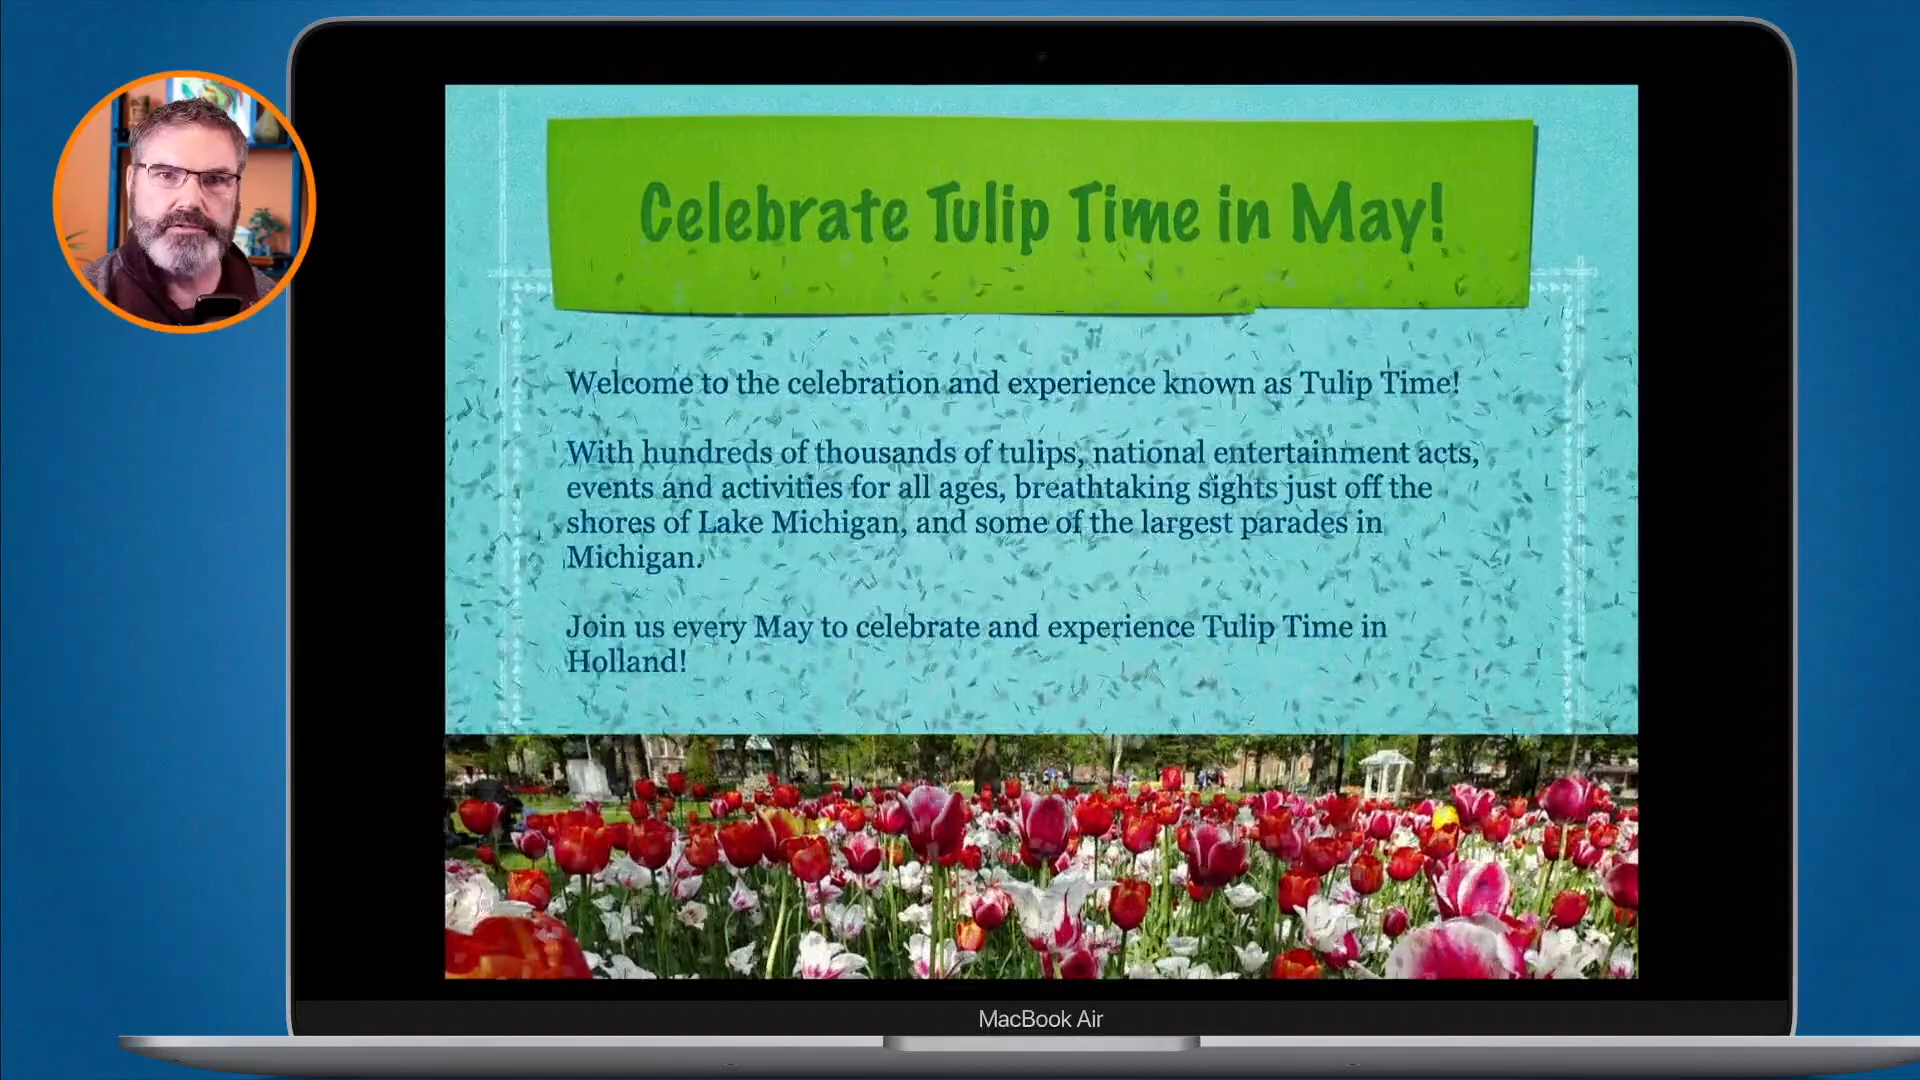 Celebrate Tulip Time in May!
Welcome to the celebration and experience known as Tulip Time!
With hundreds of thousands of tulips, national entertainment acts,
events and activities for all ages, breathtaking sights just off the
shores of Lake Michigan, and some of the largest parades in
Michigan.
Join us every May to celebrate and experience Tulip Time in
Holland!
MacBook Air